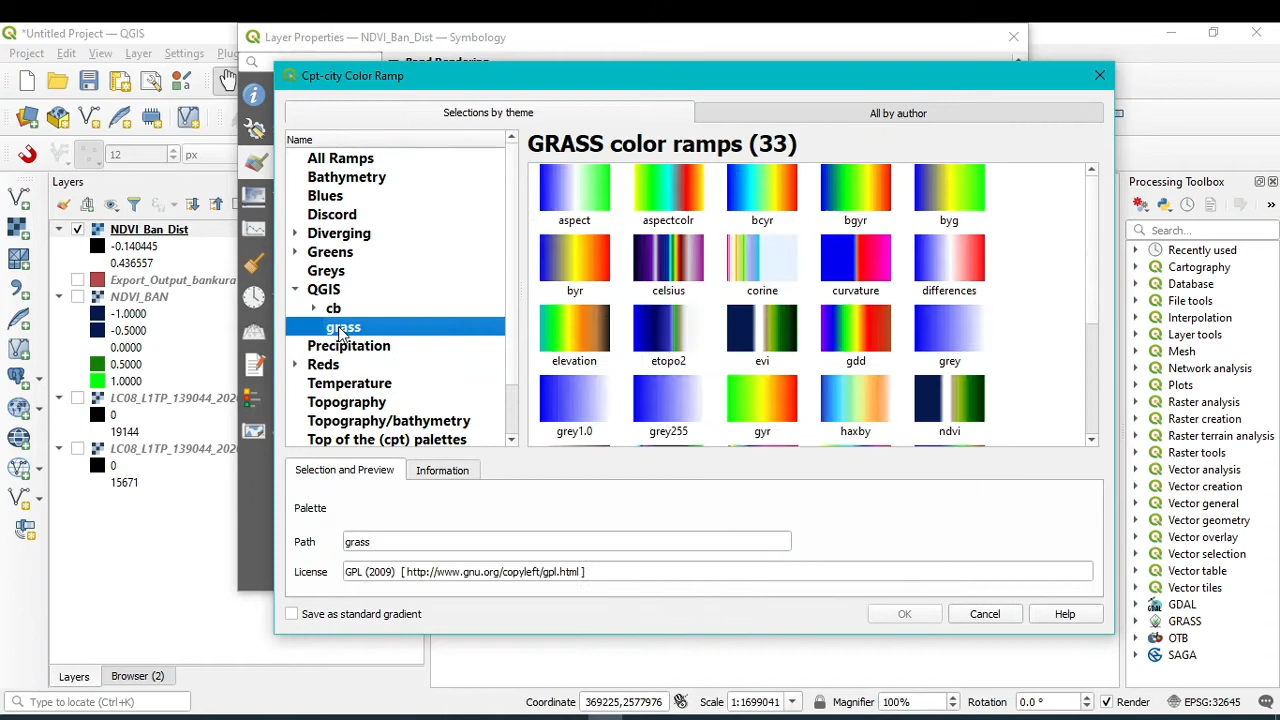 *Untitled Project — QGIS
Project Edit View Layer Settings Plug
Layer Properties — NDVI_Ban_Dist — Symbology
Band Rendering
Cpt-city Color Ramp
Selections by theme
All by author
Name
All Ramps
Bathymetry
Blues
Discord
Diverging
Greens
Greys
QGIS
cb
grass
Precipitation
Reds
Temperature
Topography
Topography/bathymetry
Top of the (cpt) palettes
GRASS color ramps (33)
aspect aspectcolr bcyr bgyr byg
byr celsius corine curvature differences
elevation etopo2 evi gdd grey
grey1.0 grey255 gyr haxby ndvi
Selection and Preview
Information
Palette
Path grass
License GPL (2009) [ http://www.gnu.org/copyleft/gpl.html ]
Save as standard gradient
OK Cancel Help
12 px
Layers
NDVI_Ban_Dist
-0.140445
0.436557
Export_Output_bankura
NDVI_BAN
-1.0000
-0.5000
0.0000
0.5000
1.0000
LC08_L1TP_139044_202
0
19144
LC08_L1TP_139044_202
0
15671
Layers Browser (2)
Processing Toolbox
»
Search...
Recently used
Cartography
Database
File tools
Interpolation
Layer tools
Mesh
Network analysis
Plots
Raster analysis
Raster creation
Raster terrain analysis
Raster tools
Vector analysis
Vector creation
Vector general
Vector geometry
Vector overlay
Vector selection
Vector table
Vector tiles
GDAL
GRASS
OTB
SAGA
Type to locate (Ctrl+K)
Coordinate 369225,2577976 Scale 1:1699041 Magnifier 100% Rotation 0.0 ° Render EPSG:32645